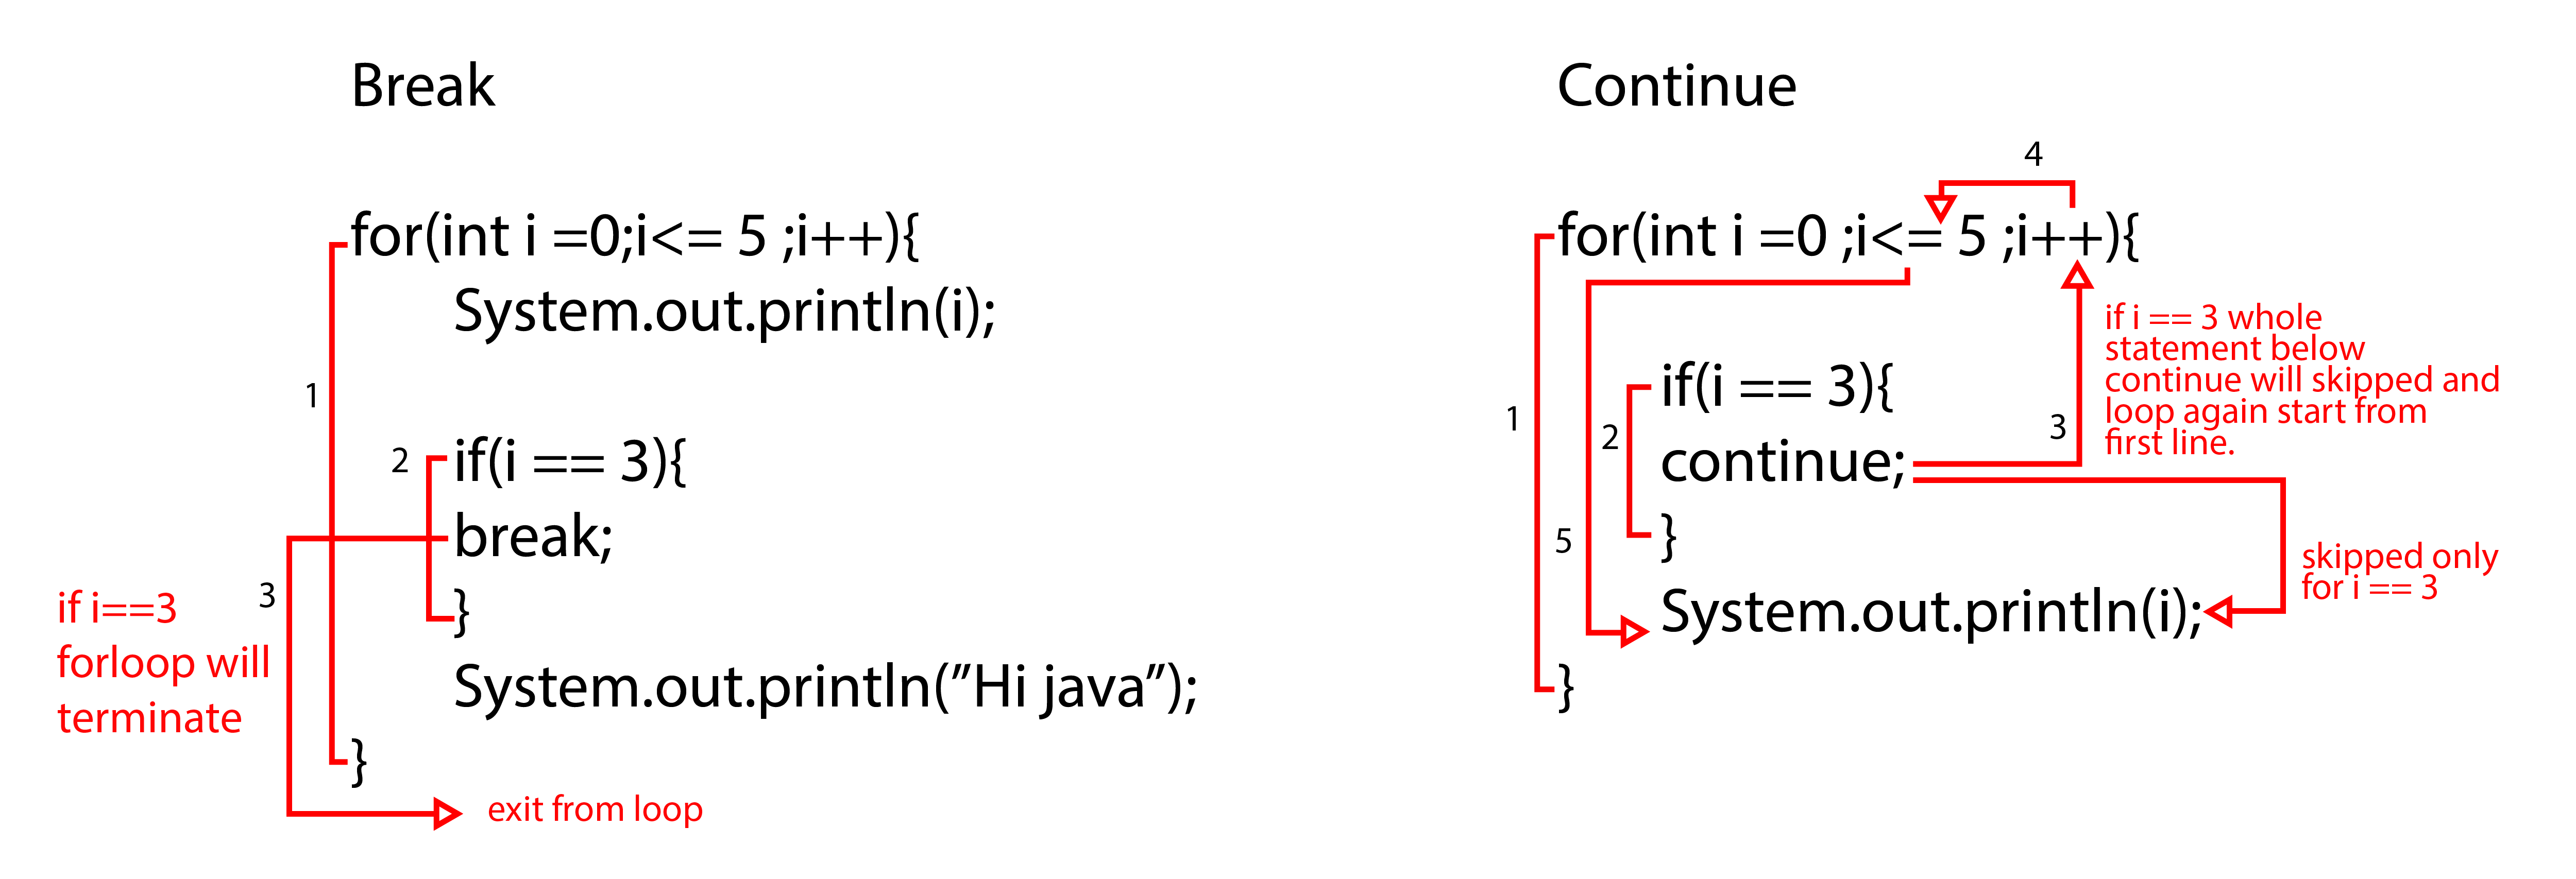 Break
for(int i =0;i<= 5 ;i++){
System.out.println(i);
1
2
if(i == 3){
break;
3
}
if i==3
forloop will
terminate
System.out.println("Hi java");
}
exit from loop
Continue
4
for(int i =0 ;i<= 5 ;i++){
if i == 3 whole
statement below
continue will skipped and
loop again start from
first line.
1
2
3
if(i == 3){
continue;
5
}
skipped only
for i == 3
System.out.println(i);
}